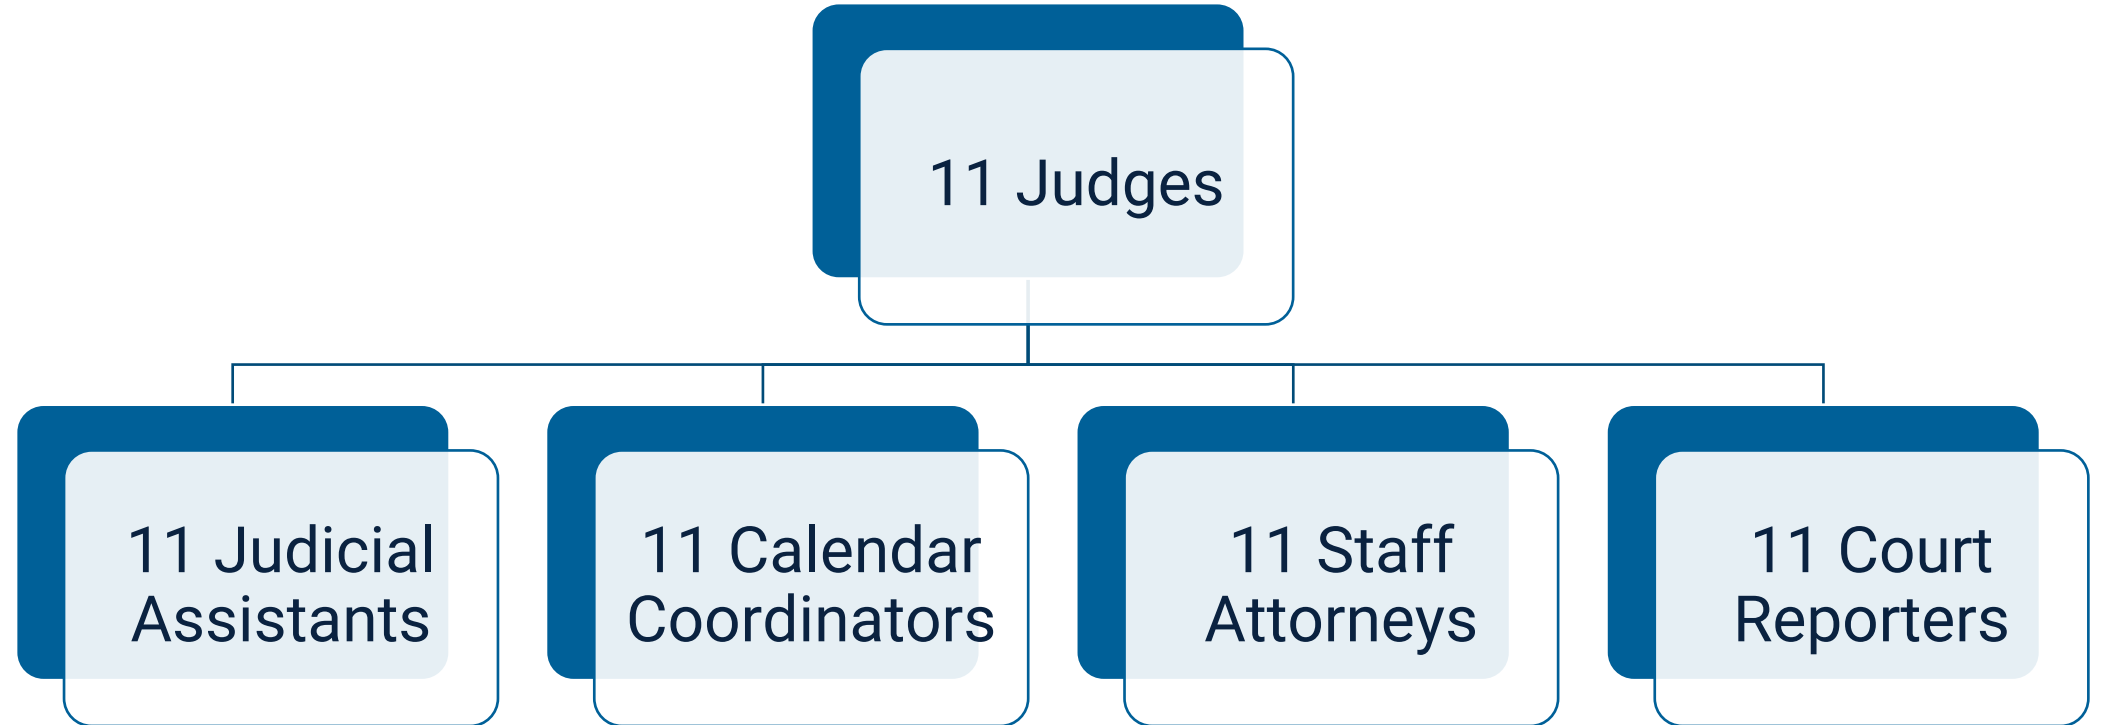 11 Judges
11 Judicial
Assistants
11 Calendar
Coordinators
11 Staff
Attorneys
11 Court
Reporters